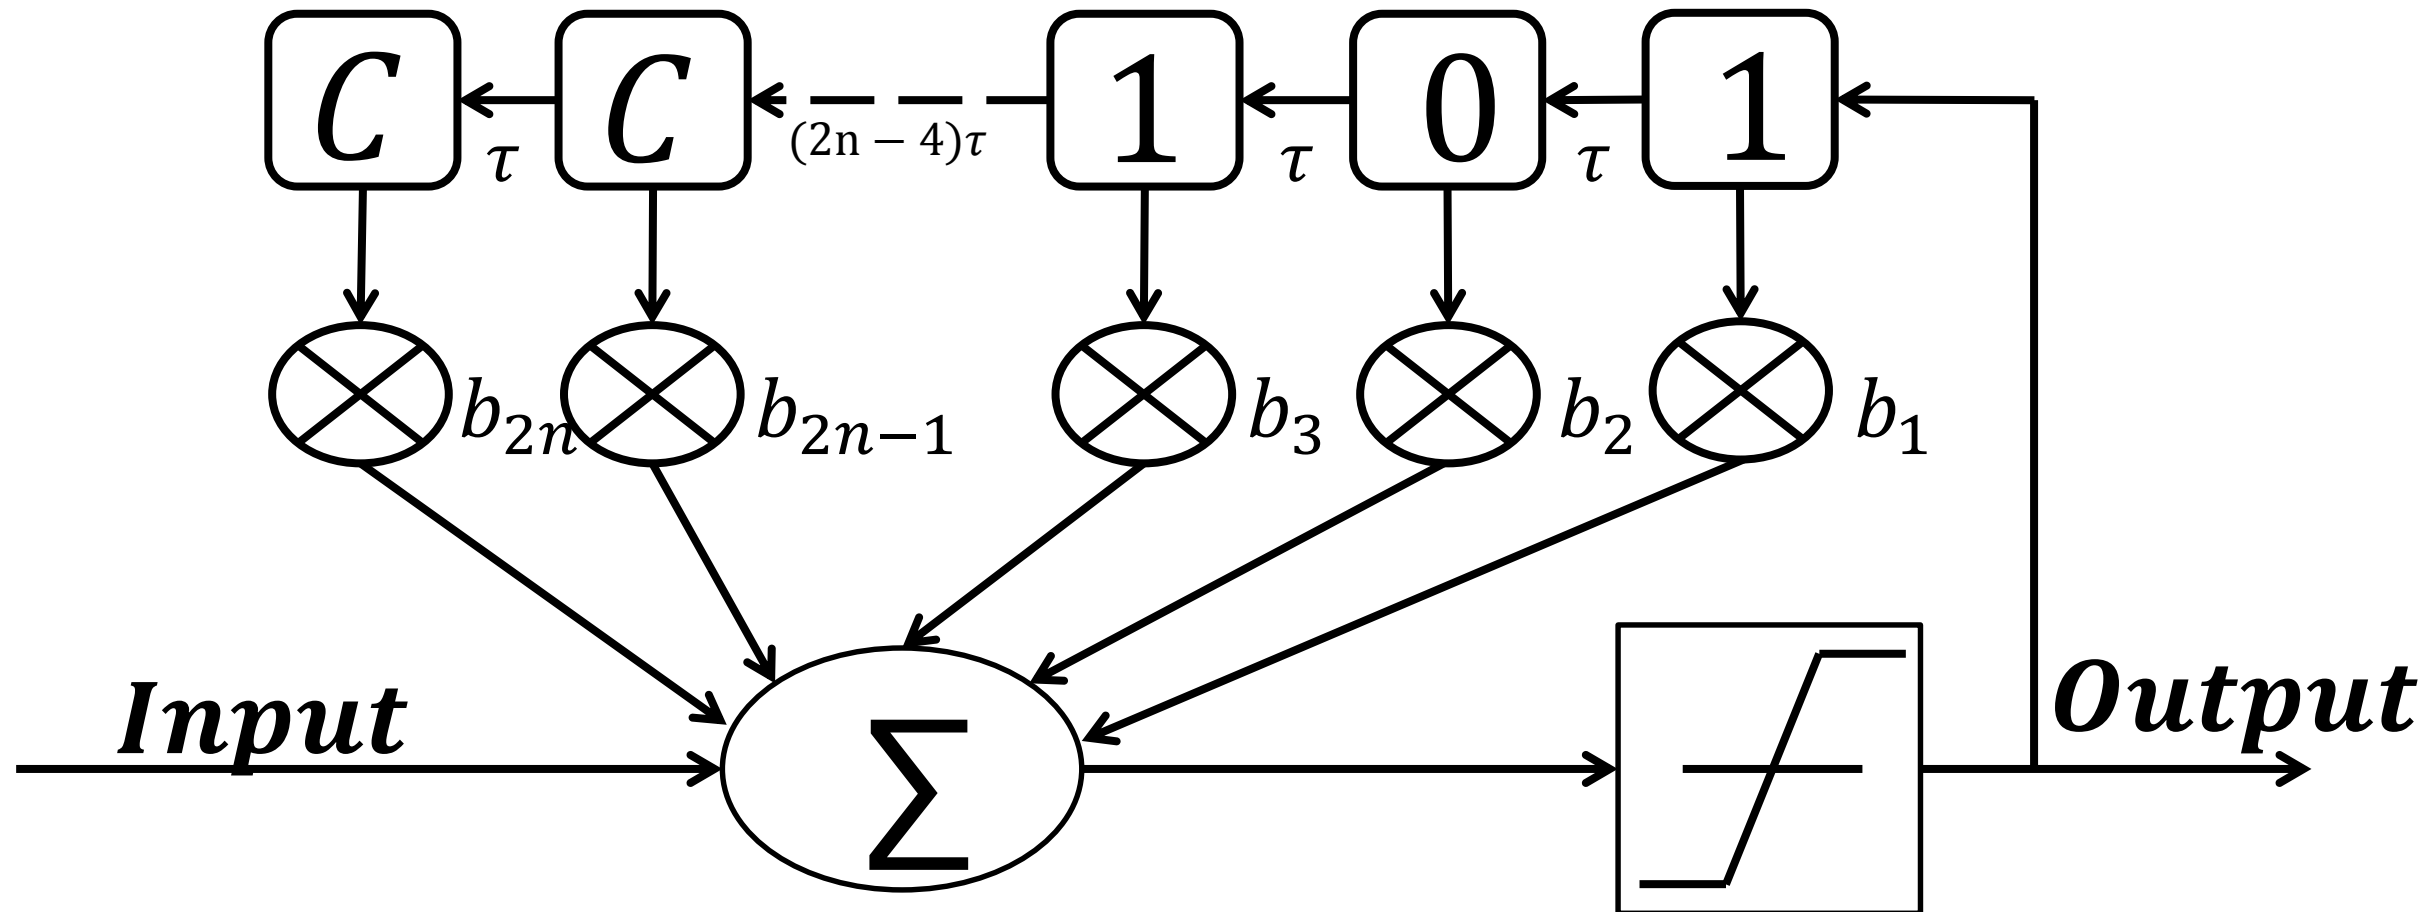 C C 1 0 1
τ (2n − 4)τ τ τ
b₂ₙ b₂ₙ₋₁ b₃ b₂ b₁
Input Output
∑